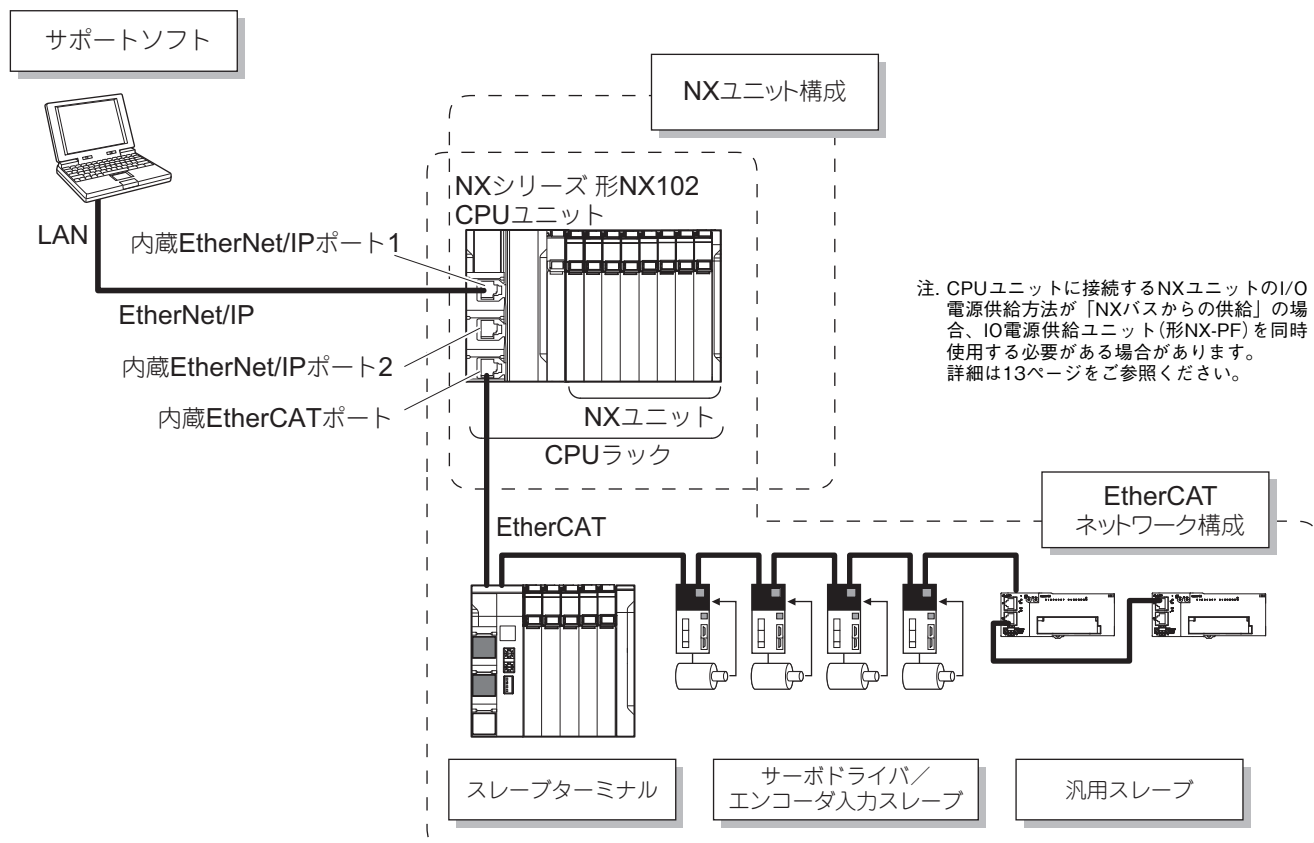 サポートソフト
NXユニット構成
NXシリーズ 形NX102
CPUユニット
LAN
内蔵EtherNet/IPポート1
EtherNet/IP
内蔵EtherNet/IPポート2
内蔵EtherCATポート
NXユニット
CPUラック
注. CPUユニットに接続するNXユニットのI/O
電源供給方法が「NXバスからの供給」の場
合、IO電源供給ユニット(形NX-PF)を同時
使用する必要がある場合があります。
詳細は13ページをご参照ください。
EtherCAT
ネットワーク構成
EtherCAT
スレーブターミナル
サーボドライバ／
エンコーダ入力スレーブ
汎用スレーブ